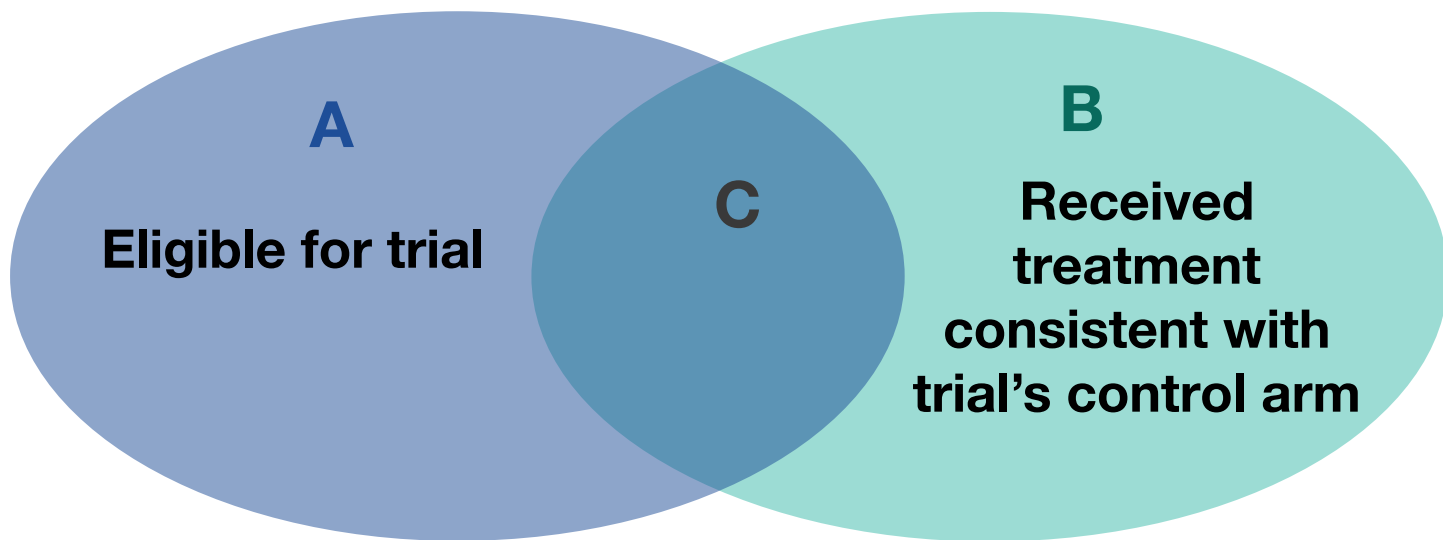 A
Eligible for trial
C
B
Received
treatment
consistent with
trial’s control arm